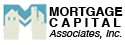 MORTGAGE
CAPITAL
Associates, Inc.